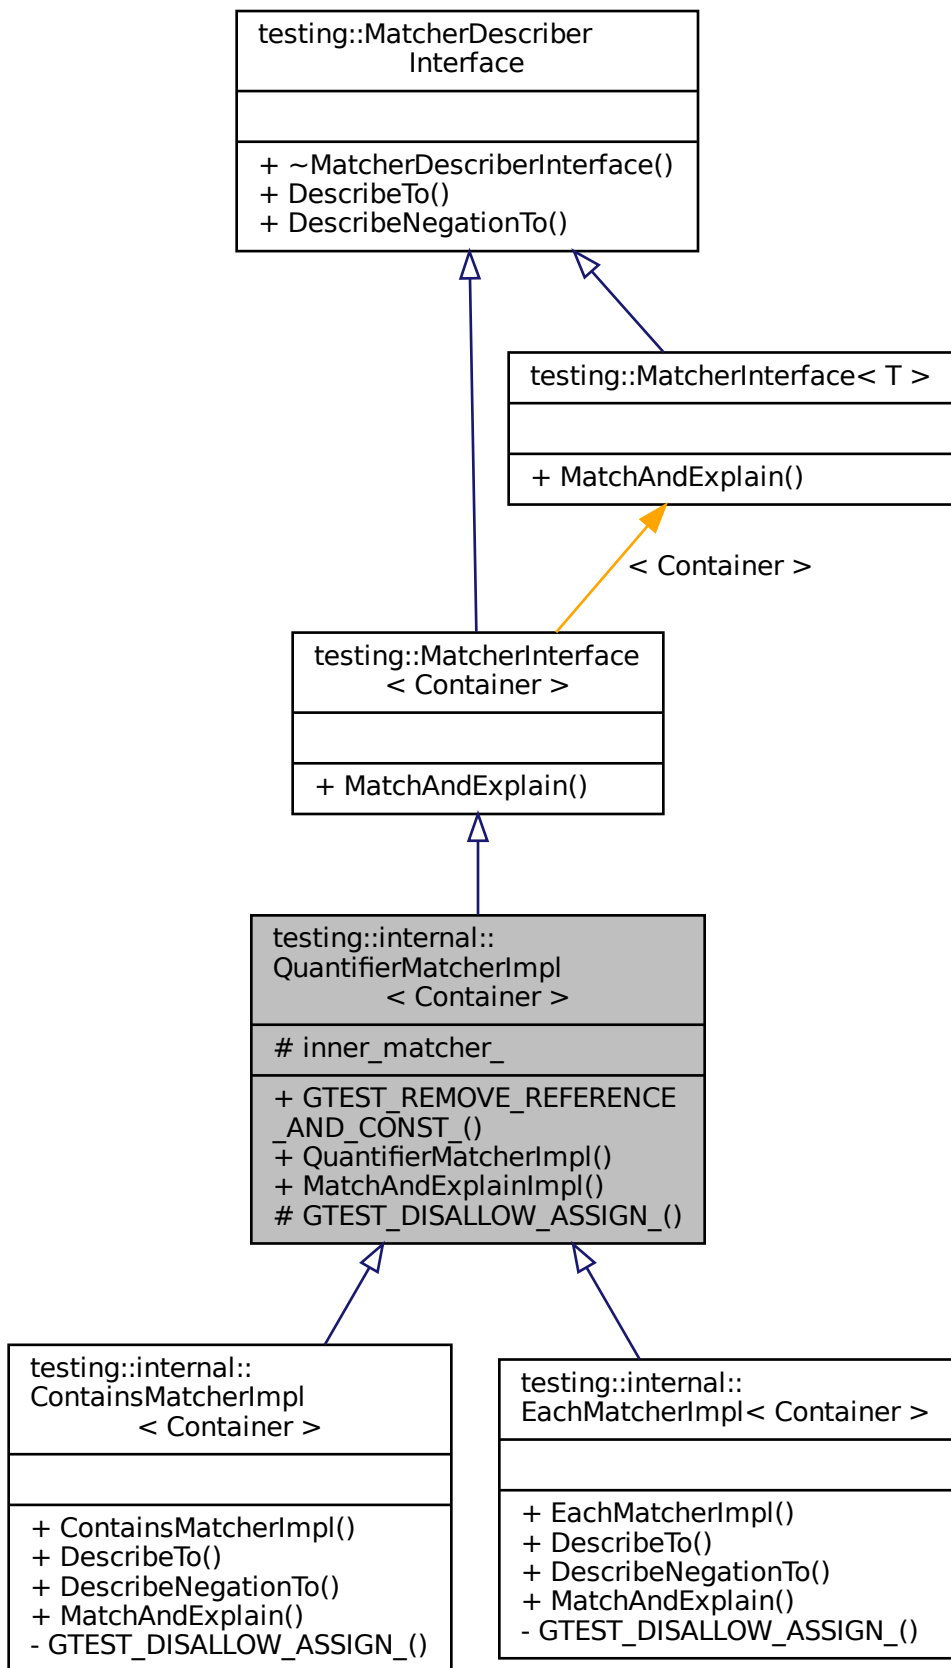 testing::MatcherDescriber
Interface
+ ~MatcherDescriberInterface()
+ DescribeTo()
+ DescribeNegationTo()
testing::MatcherInterface< T >
+ MatchAndExplain()
< Container >
testing::MatcherInterface
< Container >
+ MatchAndExplain()
testing::internal::
QuantifierMatcherImpl
< Container >
# inner_matcher_
+ GTEST_REMOVE_REFERENCE
_AND_CONST_()
+ QuantifierMatcherImpl()
+ MatchAndExplainImpl()
# GTEST_DISALLOW_ASSIGN_()
testing::internal::
ContainsMatcherImpl
< Container >
+ ContainsMatcherImpl()
+ DescribeTo()
+ DescribeNegationTo()
+ MatchAndExplain()
- GTEST_DISALLOW_ASSIGN_()
testing::internal::
EachMatcherImpl< Container >
+ EachMatcherImpl()
+ DescribeTo()
+ DescribeNegationTo()
+ MatchAndExplain()
- GTEST_DISALLOW_ASSIGN_()